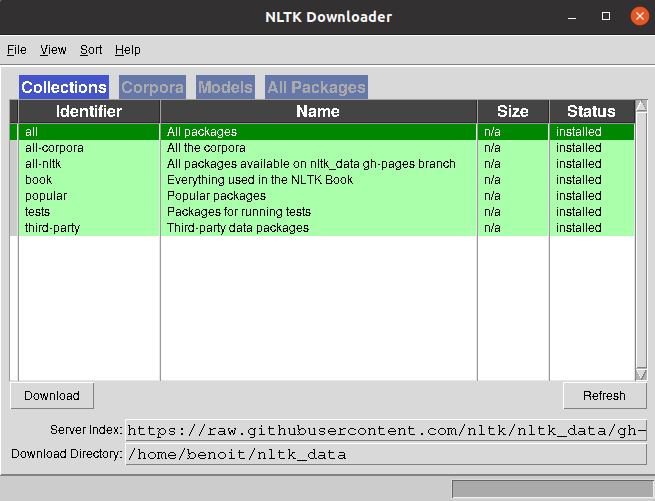 NLTK Downloader
File View Sort Help
Collections Corpora Models All Packages
Identifier Name Size Status
all All packages n/a installed
all-corpora All the corpora n/a installed
all-nltk All packages available on nltk_data gh-pages branch n/a installed
book Everything used in the NLTK Book n/a installed
popular Popular packages n/a installed
tests Packages for running tests n/a installed
third-party Third-party data packages n/a installed
Download Refresh
Server Index: https://raw.githubusercontent.com/nltk/nltk_data/gh-
Download Directory: /home/benoit/nltk_data